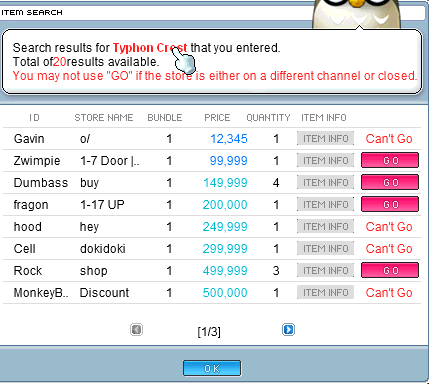 ITEM SEARCH
Search results for Typhon Crest that you entered.
Total of20results available.
You may not use "GO" if the store is either on a different channel or closed.
ID STORE NAME BUNDLE PRICE QUANTITY ITEM INFO
Gavin o/ 1 12,345 1 ITEM INFO Can't Go
Zwimpie 1-7 Door |.. 1 99,999 1 ITEM INFO GO
Dumbass buy 1 149,999 4 ITEM INFO GO
fragon 1-17 UP 1 200,000 1 ITEM INFO GO
hood hey 1 249,999 1 ITEM INFO Can't Go
Cell dokidoki 1 299,999 1 ITEM INFO Can't Go
Rock shop 1 499,999 3 ITEM INFO GO
MonkeyB.. Discount 1 500,000 1 ITEM INFO Can't Go
[1/3]
OK